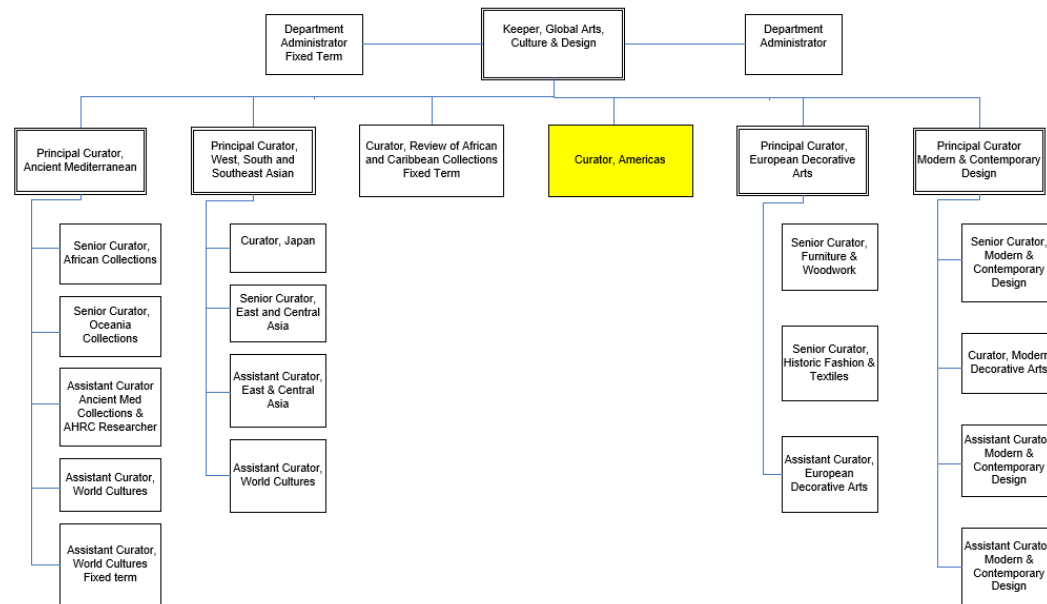 Department
Administrator
Fixed Term
Keeper, Global Arts,
Culture & Design
Department
Administrator
Principal Curator,
Ancient Mediterranean
Principal Curator,
West, South and
Southeast Asian
Curator, Review of African
and Caribbean Collections
Fixed Term
Curator, Americas
Principal Curator,
European Decorative
Arts
Principal Curator
Modern & Contemporary
Design
Senior Curator,
African Collections
Senior Curator,
Oceania
Collections
Assistant Curator
Ancient Med
Collections &
AHRC Researcher
Assistant Curator,
World Cultures
Assistant Curator,
World Cultures
Fixed term
Curator, Japan
Senior Curator,
East and Central
Asia
Assistant Curator,
East & Central
Asia
Assistant Curator,
World Cultures
Senior Curator,
Furniture &
Woodwork
Senior Curator,
Historic Fashion &
Textiles
Assistant Curator,
European
Decorative Arts
Senior Curator,
Modern &
Contemporary
Design
Curator, Modern
Decorative Arts
Assistant Curator
Modern &
Contemporary
Design
Assistant Curator
Modern &
Contemporary
Design